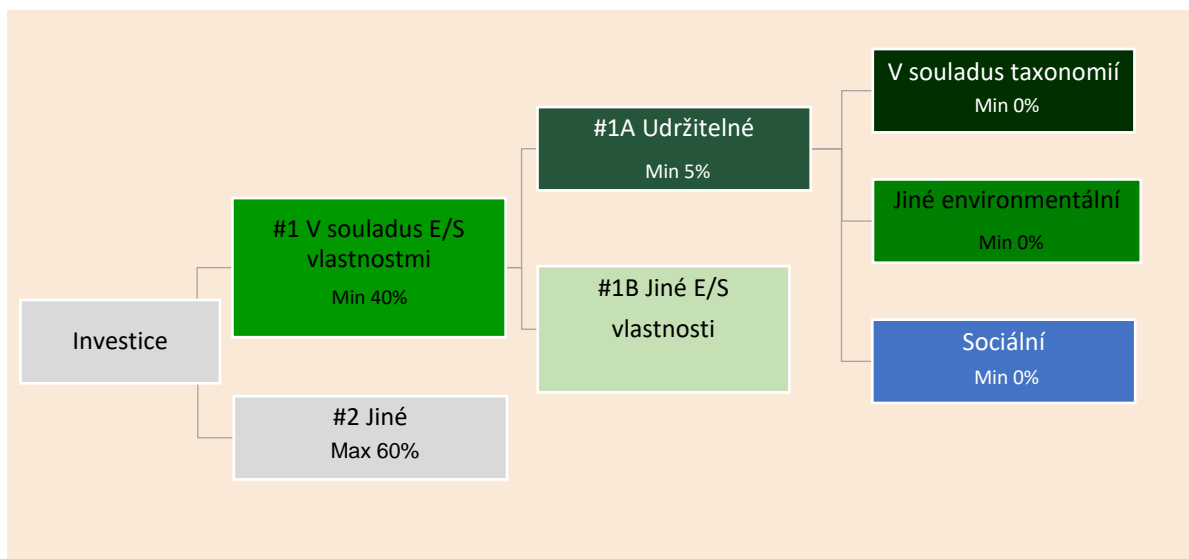 Investice
#1 V souladus E/S
vlastnostmi
Min 40%
#2 Jiné
Max 60%
#1A Udržitelné
Min 5%
#1B Jiné E/S
vlastnosti
V souladus taxonomií
Min 0%
Jiné environmentální
Min 0%
Sociální
Min 0%